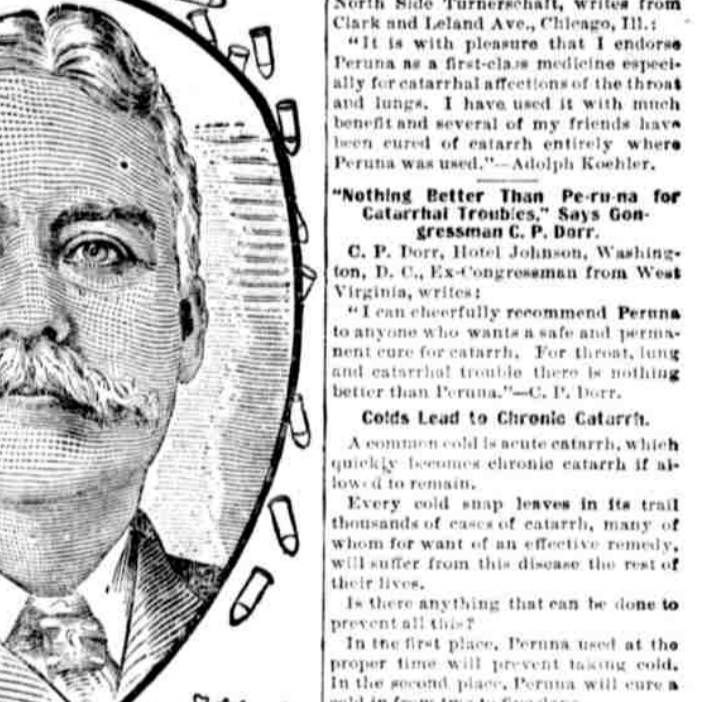 North Side Turnerschaft, writes from
Clark and Leland Ave., Chicago, Ill.:
"It is with pleasure that I endorse
Peruna as a first-class medicine especi-
ally for catarrhal affections of the throat
and lungs. I have used it with much
benefit and several of my friends have
been cured of catarrh entirely where
Peruna was used."—Adolph Koehler.
"Nothing Better Than Pe-ru-na for
Catarrhal Troubles," Says Con-
gressman C. P. Dorr.
C. P. Dorr, Hotel Johnson, Washing-
ton, D. C., Ex-Congressman from West
Virginia, writes:
"I can cheerfully recommend Peruna
to anyone who wants a safe and perma-
nent cure for catarrh. For throat, lung
and catarrhal trouble there is nothing
better than Peruna."—C. P. Dorr.
Colds Lead to Chronic Catarrh.
A common cold is acute catarrh, which
quickly becomes chronic catarrh if al-
lowed to remain.
Every cold snap leaves in its trail
thousands of cases of catarrh, many of
whom for want of an effective remedy,
will suffer from this disease the rest of
their lives.
Is there anything that can be done to
prevent all this?
In the first place, Peruna used at the
proper time will prevent taking cold.
In the second place, Peruna will cure a